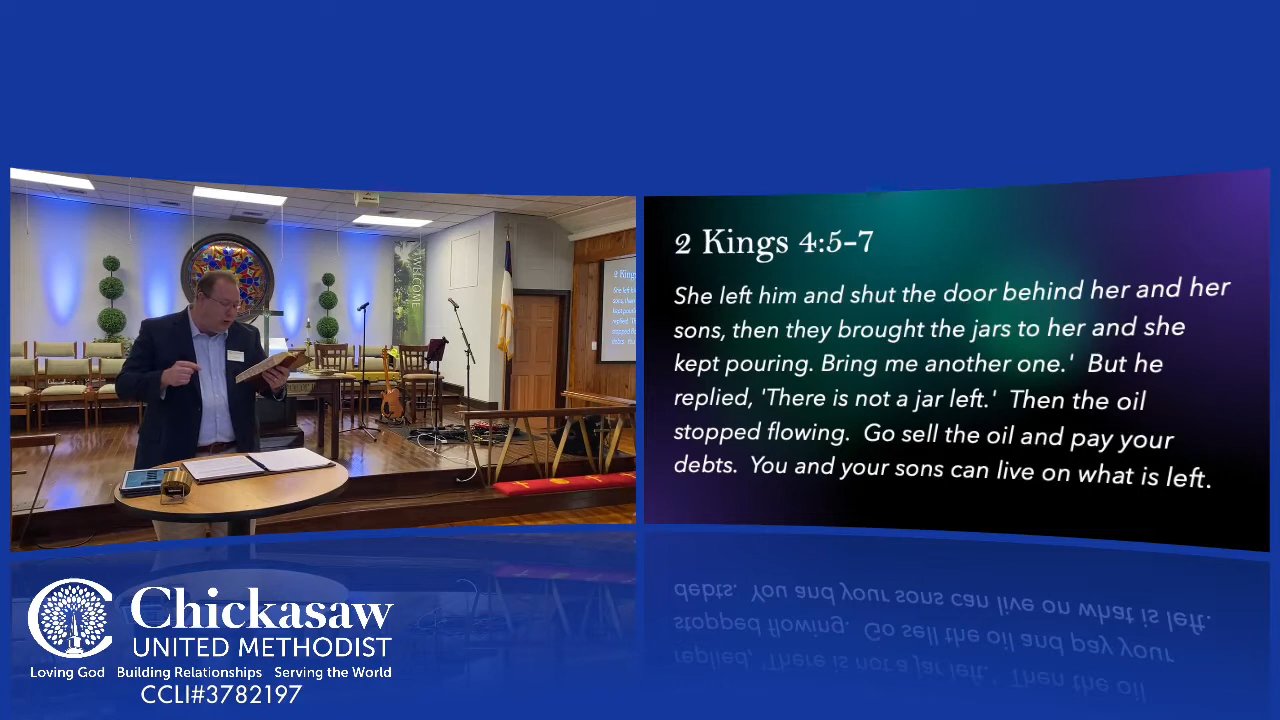 WELCOME
2 Kings 4:5-7
She left him and shut the door behind her and her
sons, then they brought the jars to her and she
kept pouring. Bring me another one.' But he
replied, 'There is not a jar left.' Then the oil
stopped flowing. Go sell the oil and pay your
debts. You and your sons can live on what is left.
Chickasaw
UNITED METHODIST
Loving God Building Relationships Serving the World
CCLI#3782197